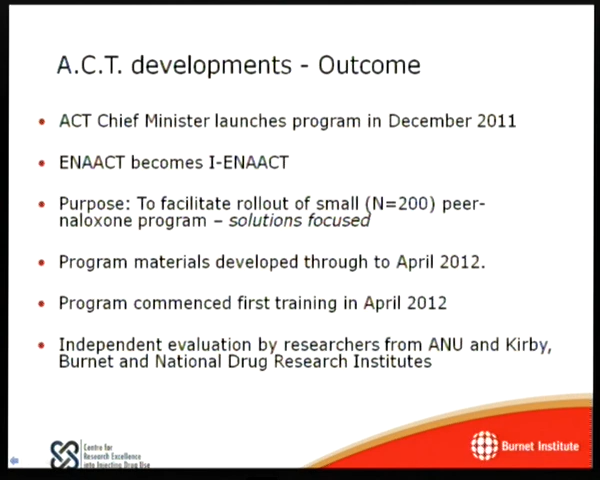 A.C.T. developments - Outcome
• ACT Chief Minister launches program in December 2011
• ENAACT becomes I-ENAACT
• Purpose: To facilitate rollout of small (N=200) peer-
naloxone program – solutions focused
• Program materials developed through to April 2012.
• Program commenced first training in April 2012
• Independent evaluation by researchers from ANU and Kirby,
Burnet and National Drug Research Institutes
Centre for
Research Excellence
into Injecting Drug Use
Burnet Institute